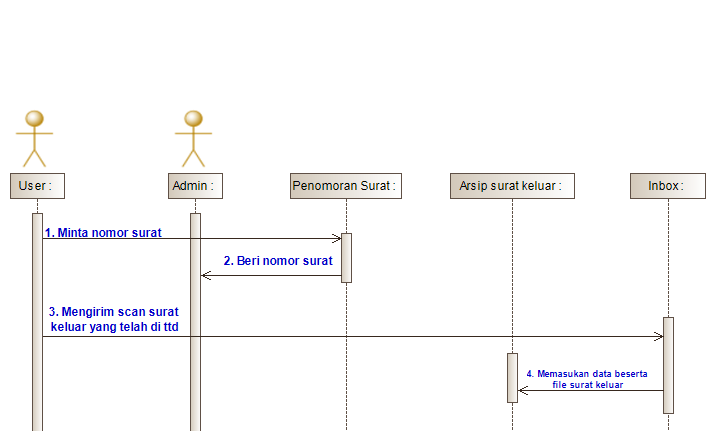 User :
Admin :
Penomoran Surat :
Arsip surat keluar :
Inbox :
1. Minta nomor surat
2. Beri nomor surat
3. Mengirim scan surat
keluar yang telah di ttd
4. Memasukan data beserta
file surat keluar